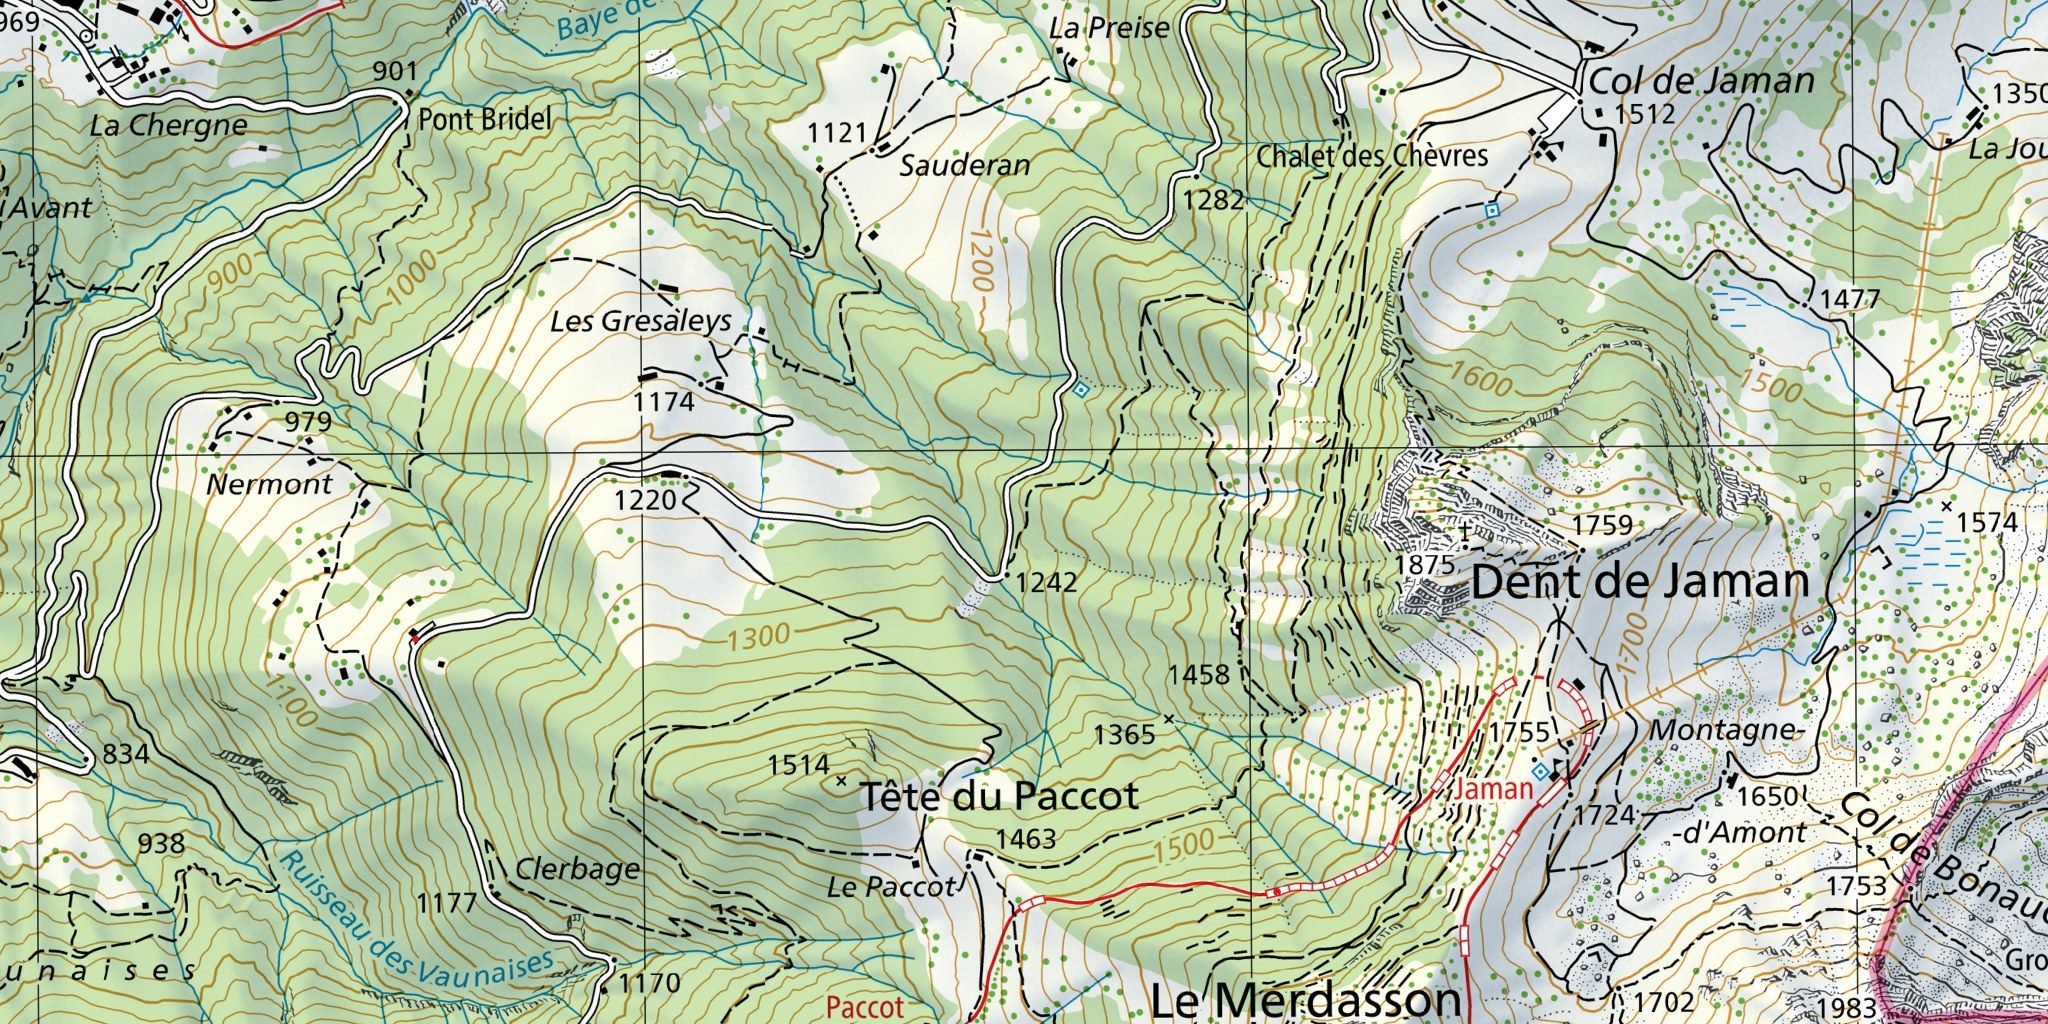 969
Baye de
La Preise
901
Col de Jaman
1350
La Chergne
Pont Bridel
1121
1512
Sauderan
Chalet des Chèvres
La Jou
Avant
1282
900
1000
1200
1477
Les Gresaleys
1600
1500
1174
979
Nermont
1220
1759
1574
1875
Dent de Jaman
1242
1300
1700
1458
1100
1365
1755
Montagne-
834
1514
Tête du Paccot
Jaman
1650
Col de Bonau
1724
-d'Amont
938
1463
1500
Ruisseau des Vaunaises
Clerbage
Le Paccot
1753
1177
unaises
Gro
1170
Paccot
Le Merdasson
1702
1983